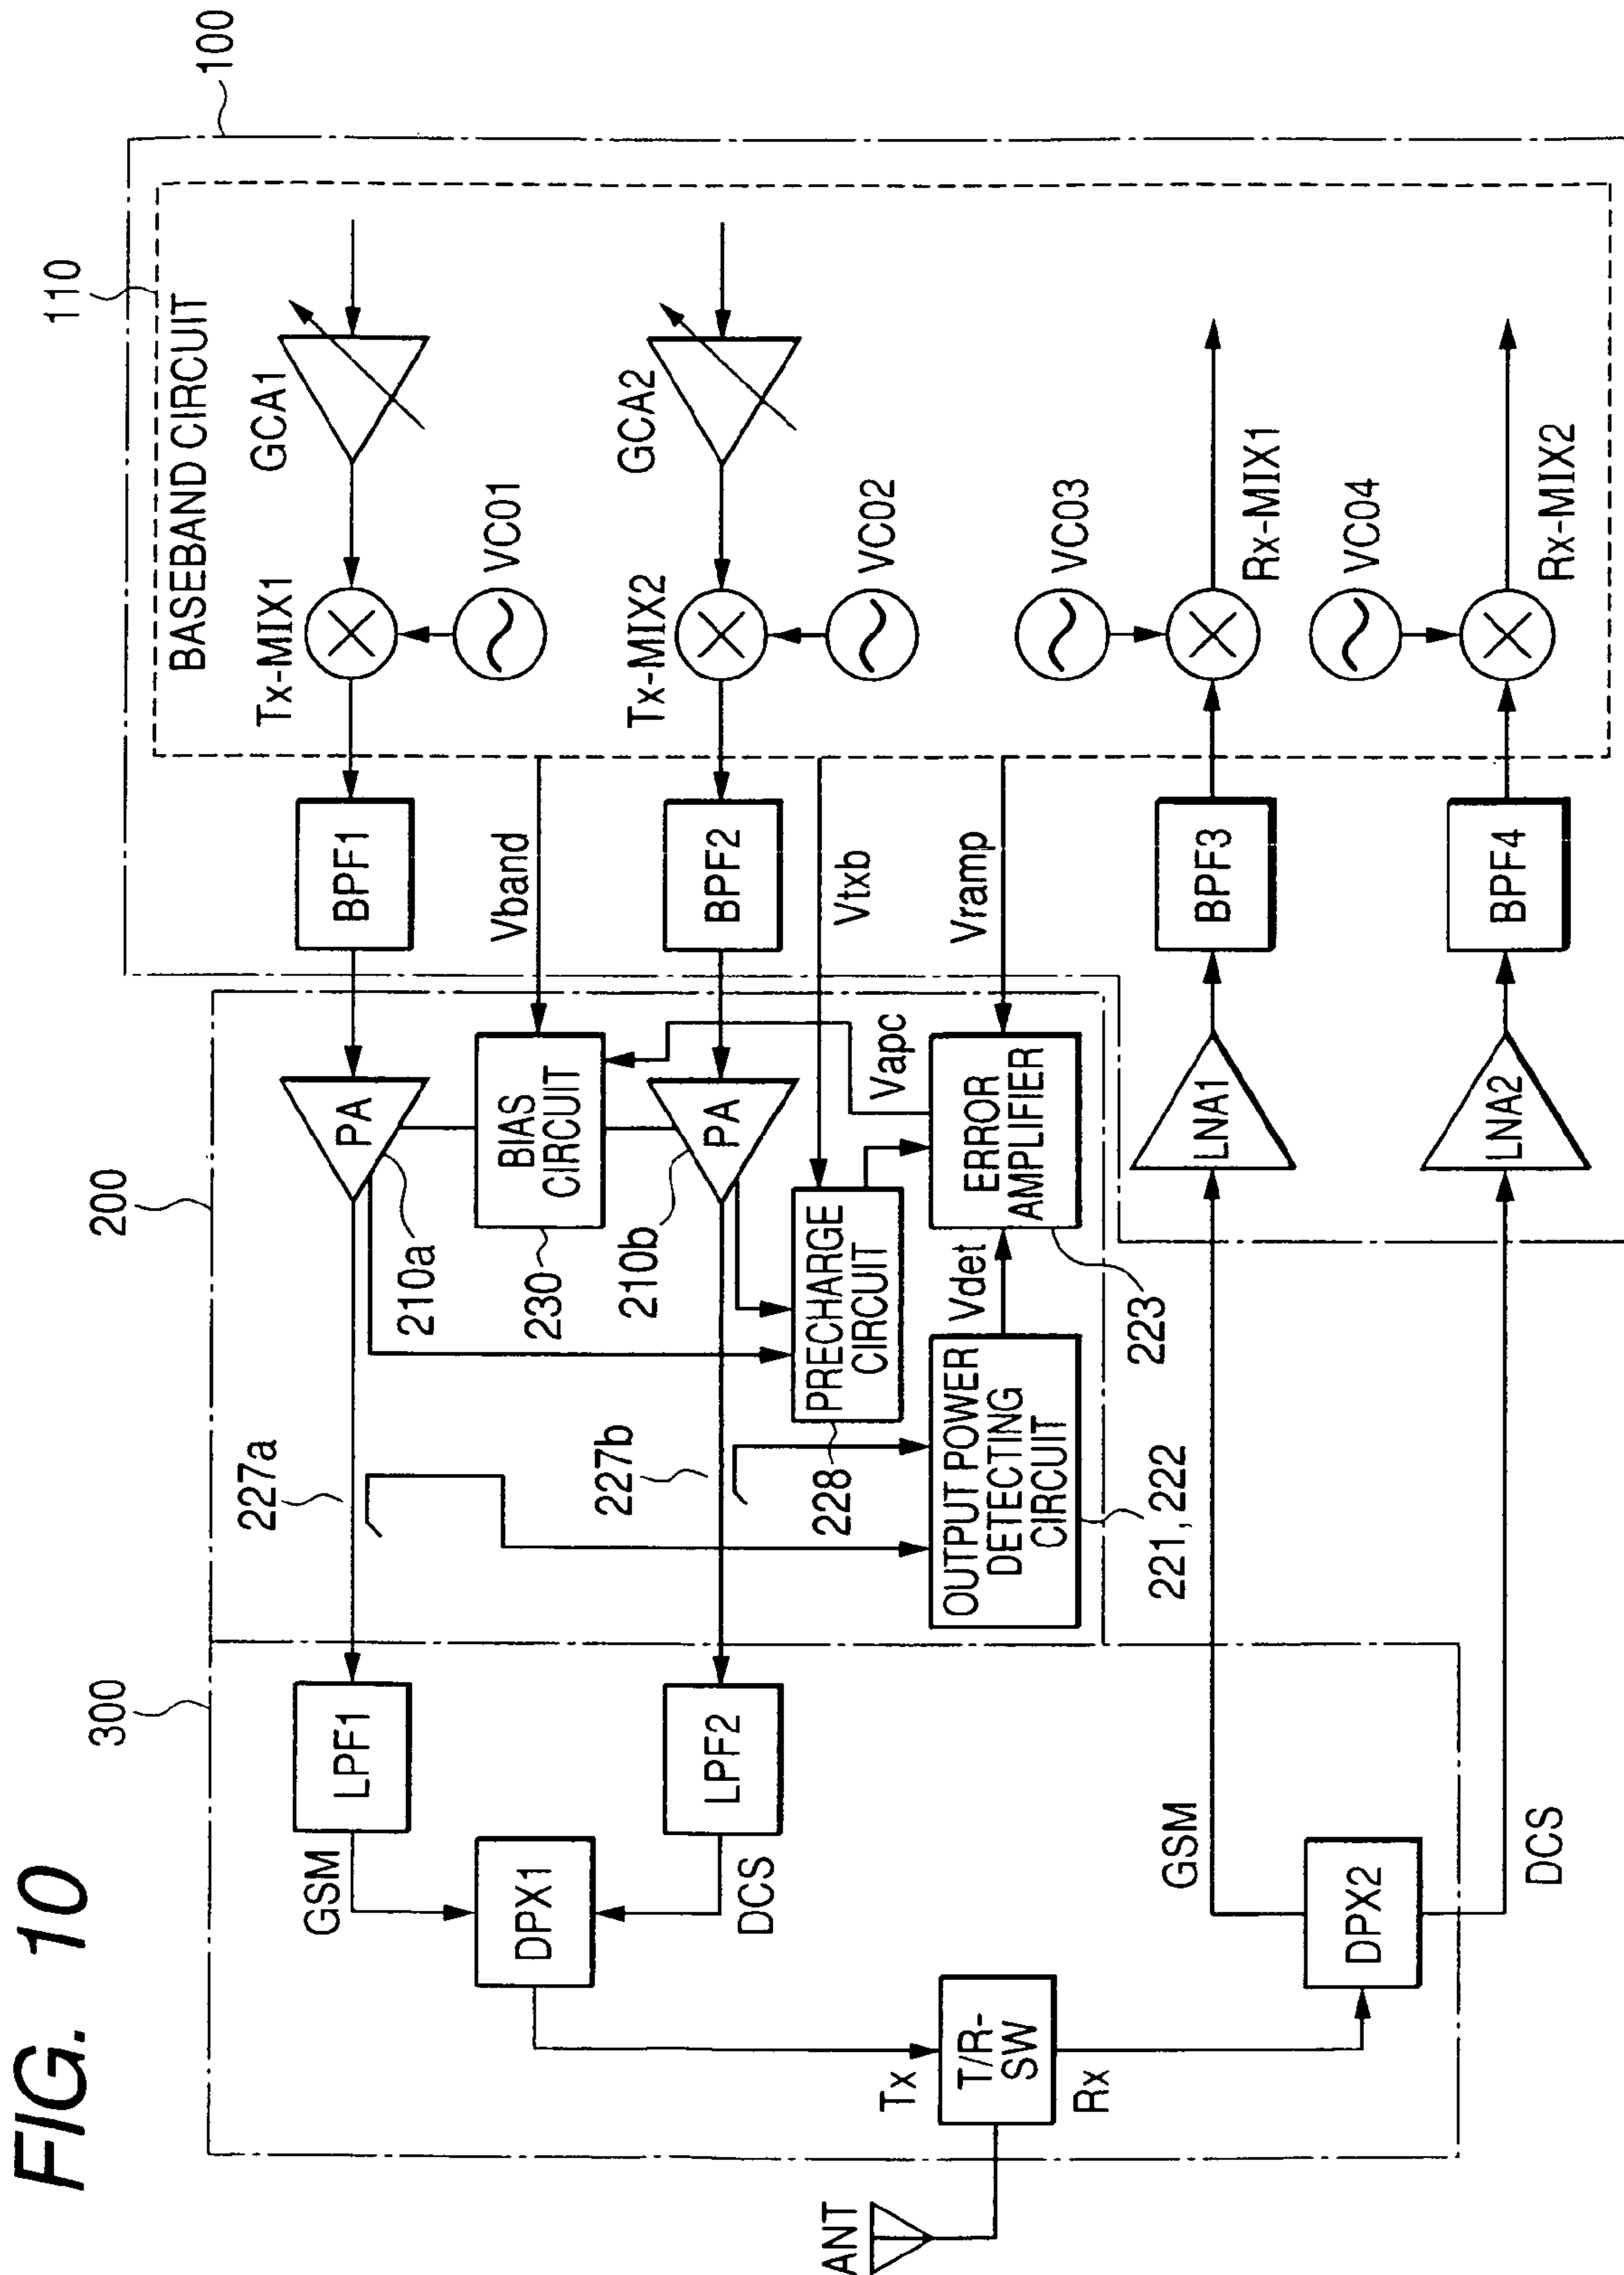 FIG. 10
100
110
BASEBAND CIRCUIT
GCA1
Tx-MIX1
VC01
BPF1
Vband
GCA2
Tx-MIX2
VC02
BPF2
Vtxb
Vramp
VC03
Rx-MIX1
BPF3
VC04
Rx-MIX2
BPF4
200
PA
210a
BIAS
CIRCUIT
230
PA
210b
Vapc
PRECHARGE
CIRCUIT
228
ERROR
AMPLIFIER
223
Vdet
OUTPUT POWER
DETECTING
CIRCUIT
221, 222
227a
227b
LNA1
LNA2
300
LPF1
GSM
LPF2
DCS
DPX1
Tx
T/R-
SW
Rx
ANT
DPX2
GSM
DCS